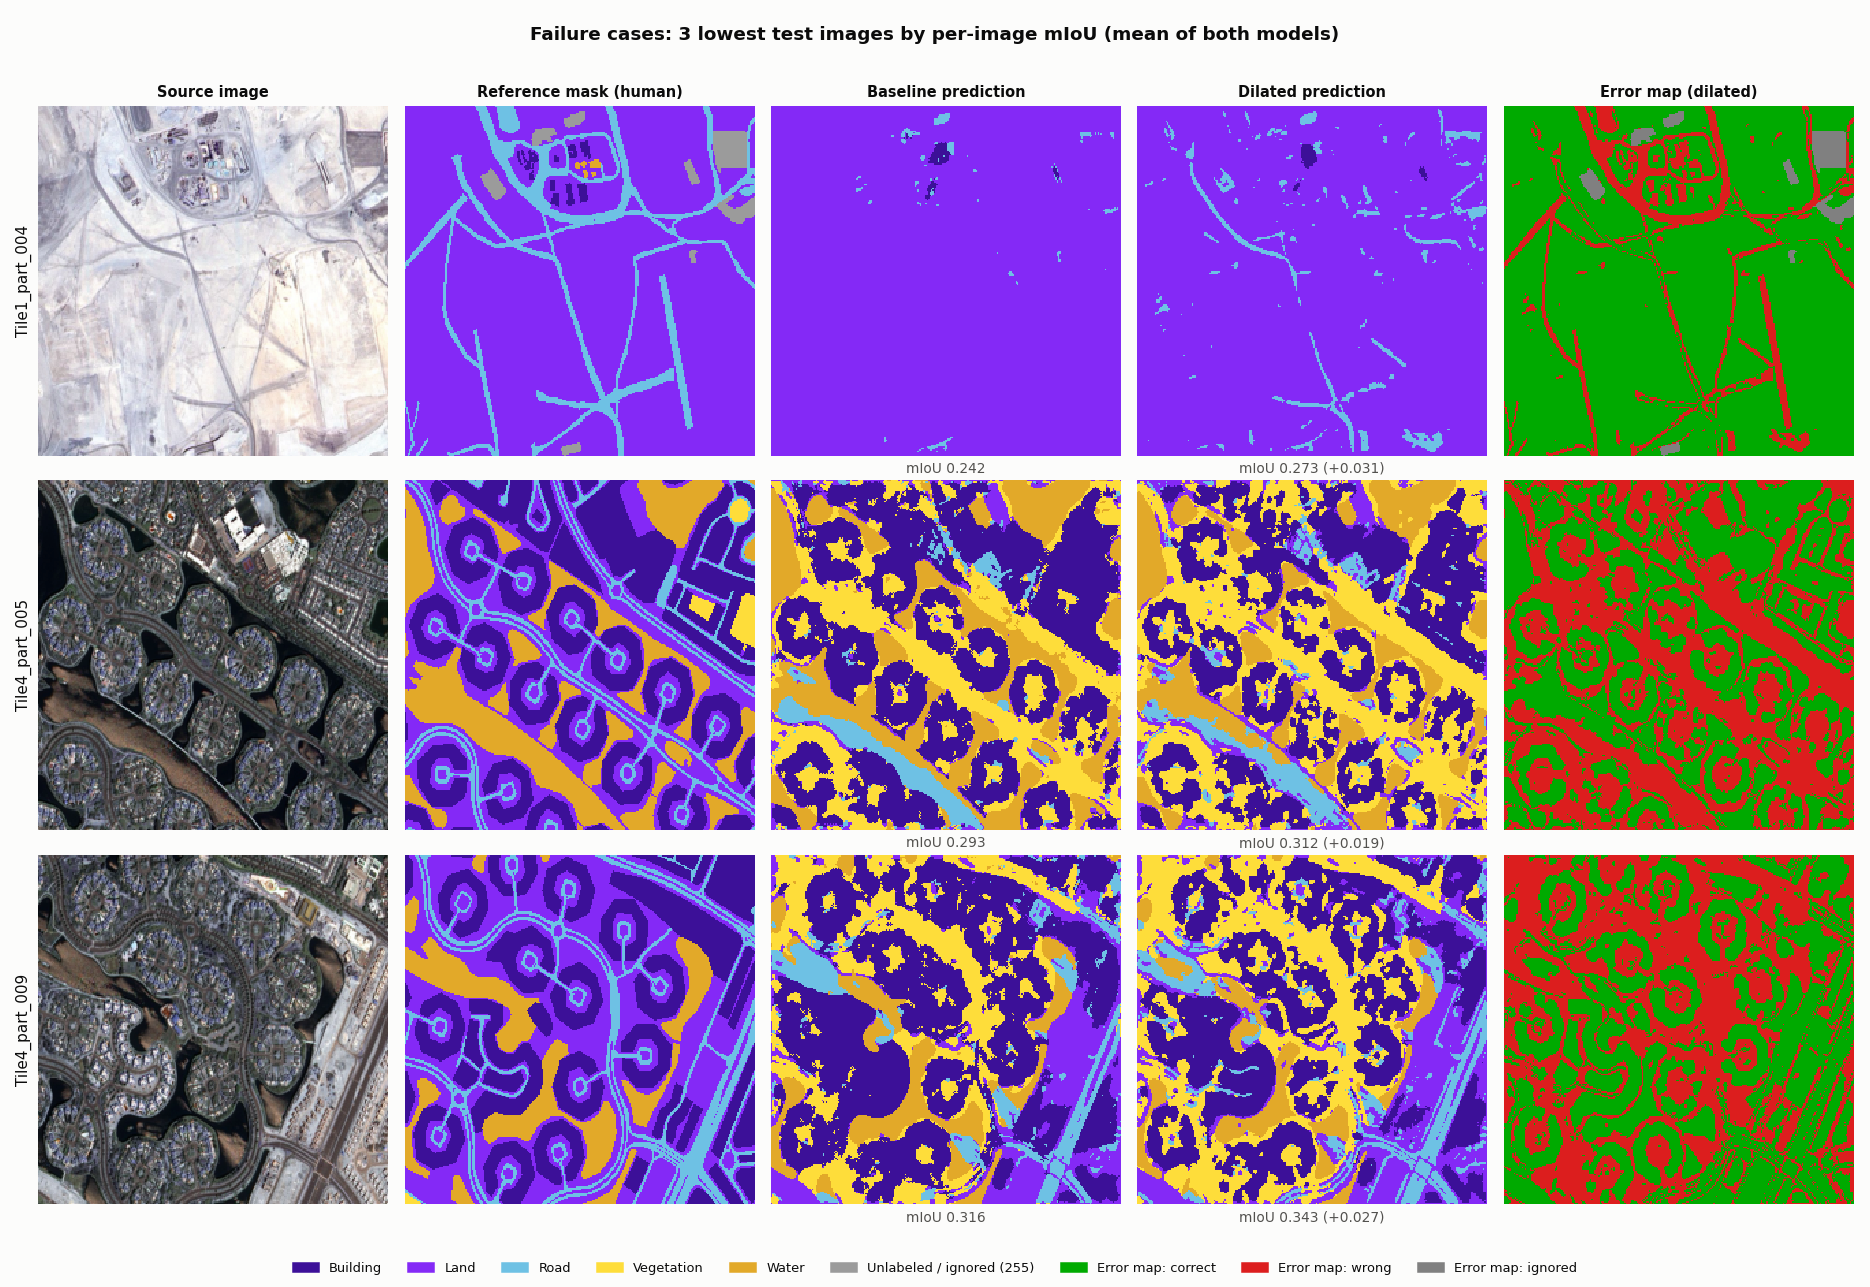 Failure cases: 3 lowest test images by per-image mIoU (mean of both models)
Source image
Reference mask (human)
Baseline prediction
Dilated prediction
Error map (dilated)
Tile1_part_004
mIoU 0.242
mIoU 0.273 (+0.031)
Tile4_part_005
mIoU 0.293
mIoU 0.312 (+0.019)
Tile4_part_009
mIoU 0.316
mIoU 0.343 (+0.027)
Building
Land
Road
Vegetation
Water
Unlabeled / ignored (255)
Error map: correct
Error map: wrong
Error map: ignored